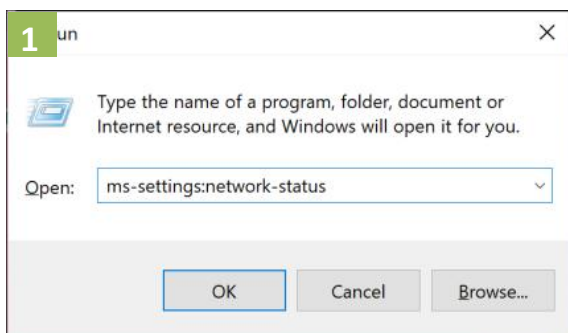 1 un
Type the name of a program, folder, document or
Internet resource, and Windows will open it for you.
Open: ms-settings:network-status
OK Cancel Browse...